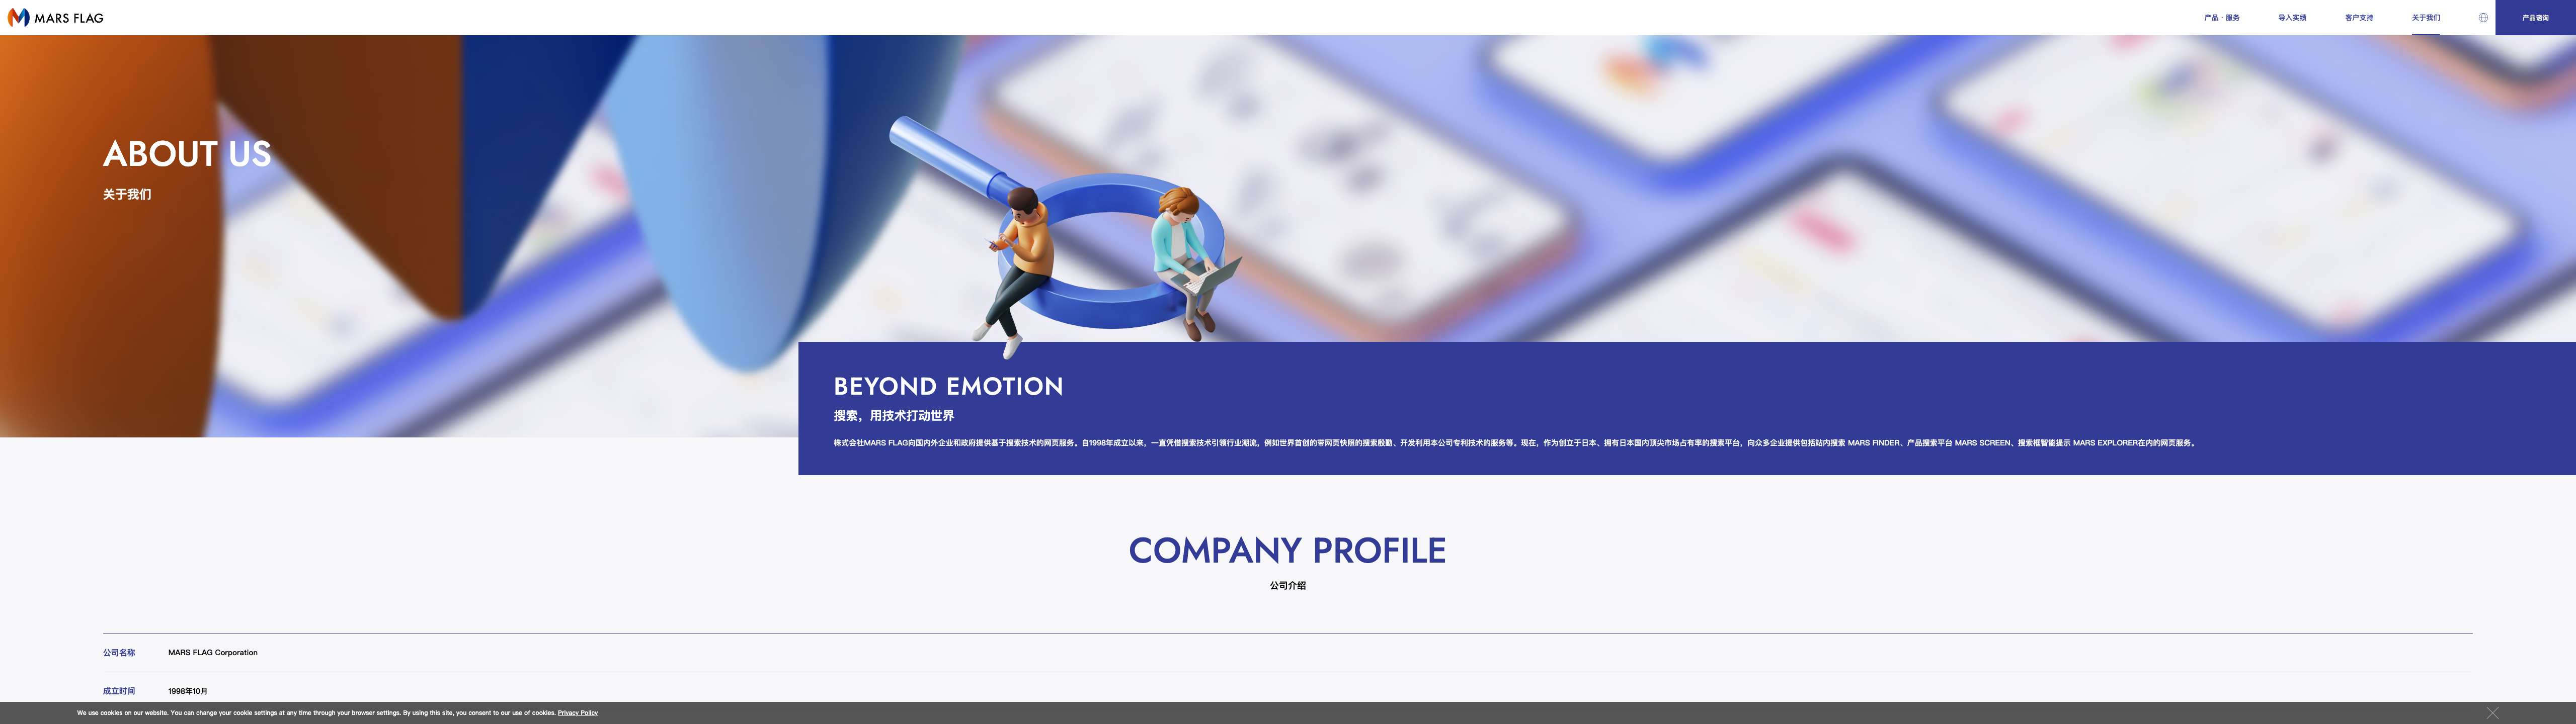 MARS FLAG
产品・服务
导入实绩
客户支持
关于我们
产品咨询
ABOUT US
关于我们
BEYOND EMOTION
搜索，用技术打动世界
株式会社MARS FLAG向国内外企业和政府提供基于搜索技术的网页服务。自1998年成立以来，一直凭借搜索技术引领行业潮流，例如世界首创的带网页快照的搜索殷勤、开发利用本公司专利技术的服务等。现在，作为创立于日本、拥有日本国内顶尖市场占有率的搜索平台，向众多企业提供包括站内搜索 MARS FINDER、产品搜索平台 MARS SCREEN、搜索框智能提示 MARS EXPLORER在内的网页服务。
COMPANY PROFILE
公司介绍
公司名称 MARS FLAG Corporation
成立时间 1998年10月
We use cookies on our website. You can change your cookie settings at any time through your browser settings. By using this site, you consent to our use of cookies. Privacy Policy